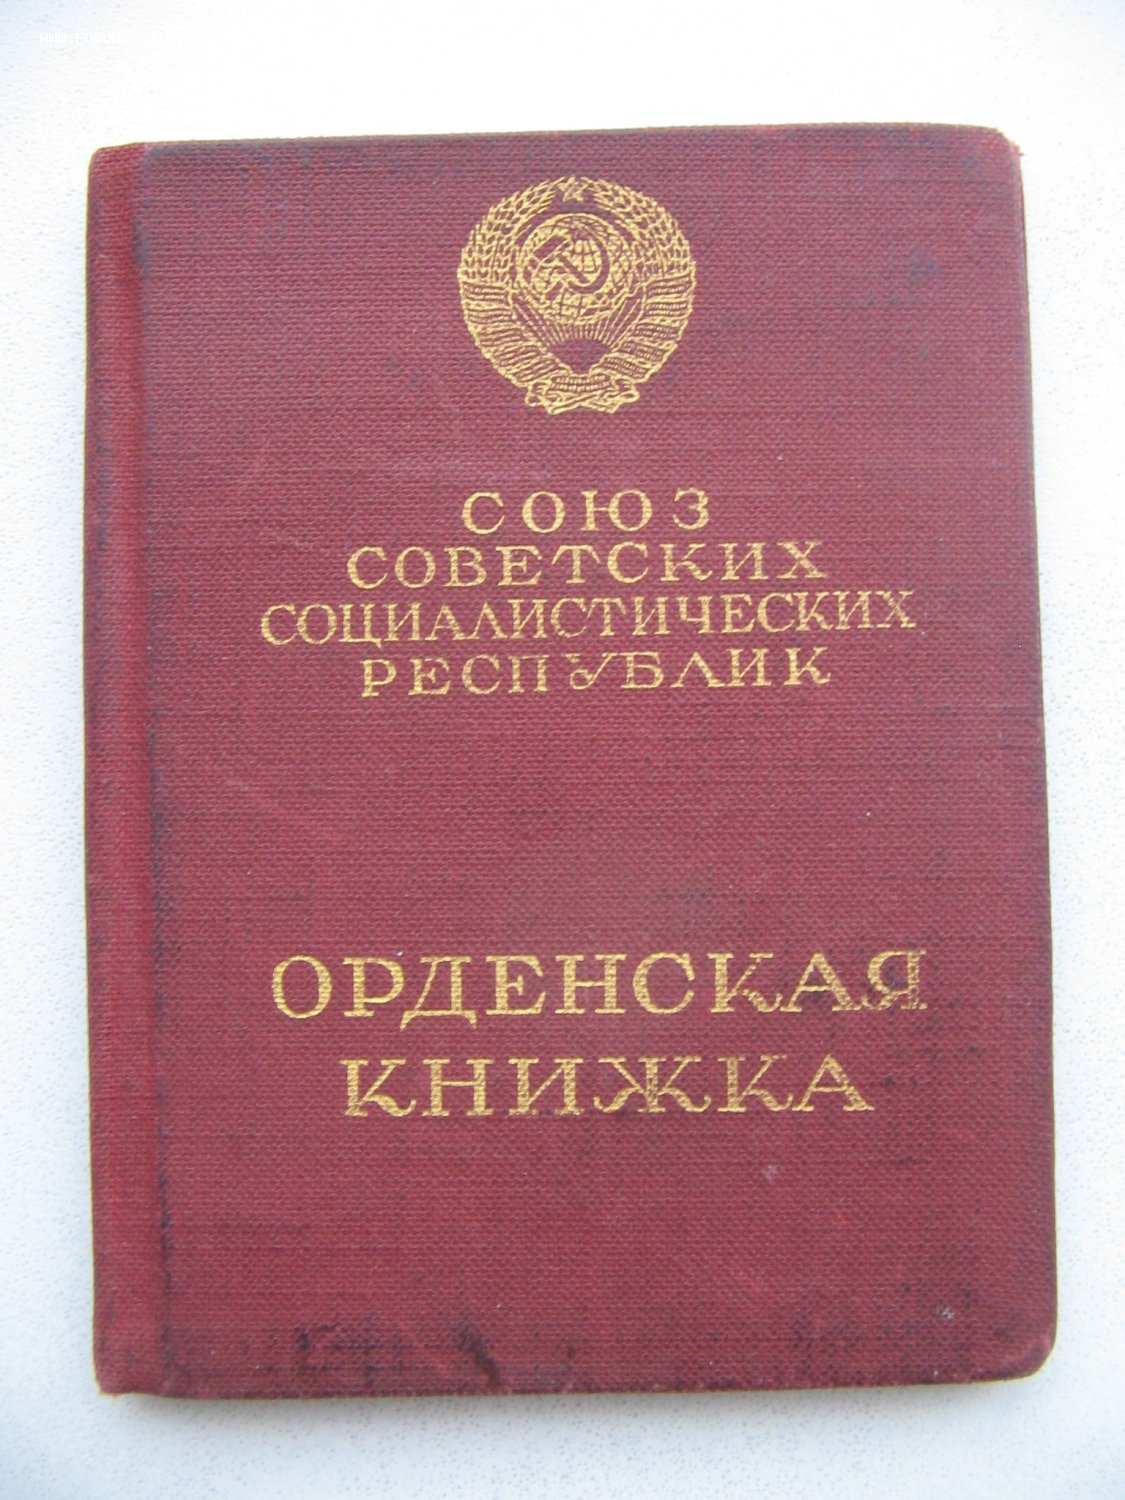 СОЮЗ
СОВЕТСКИХ
СОЦИАЛИСТИЧЕСКИХ
РЕСПУБЛИК
ОРДЕНСКАЯ
КНИЖКА